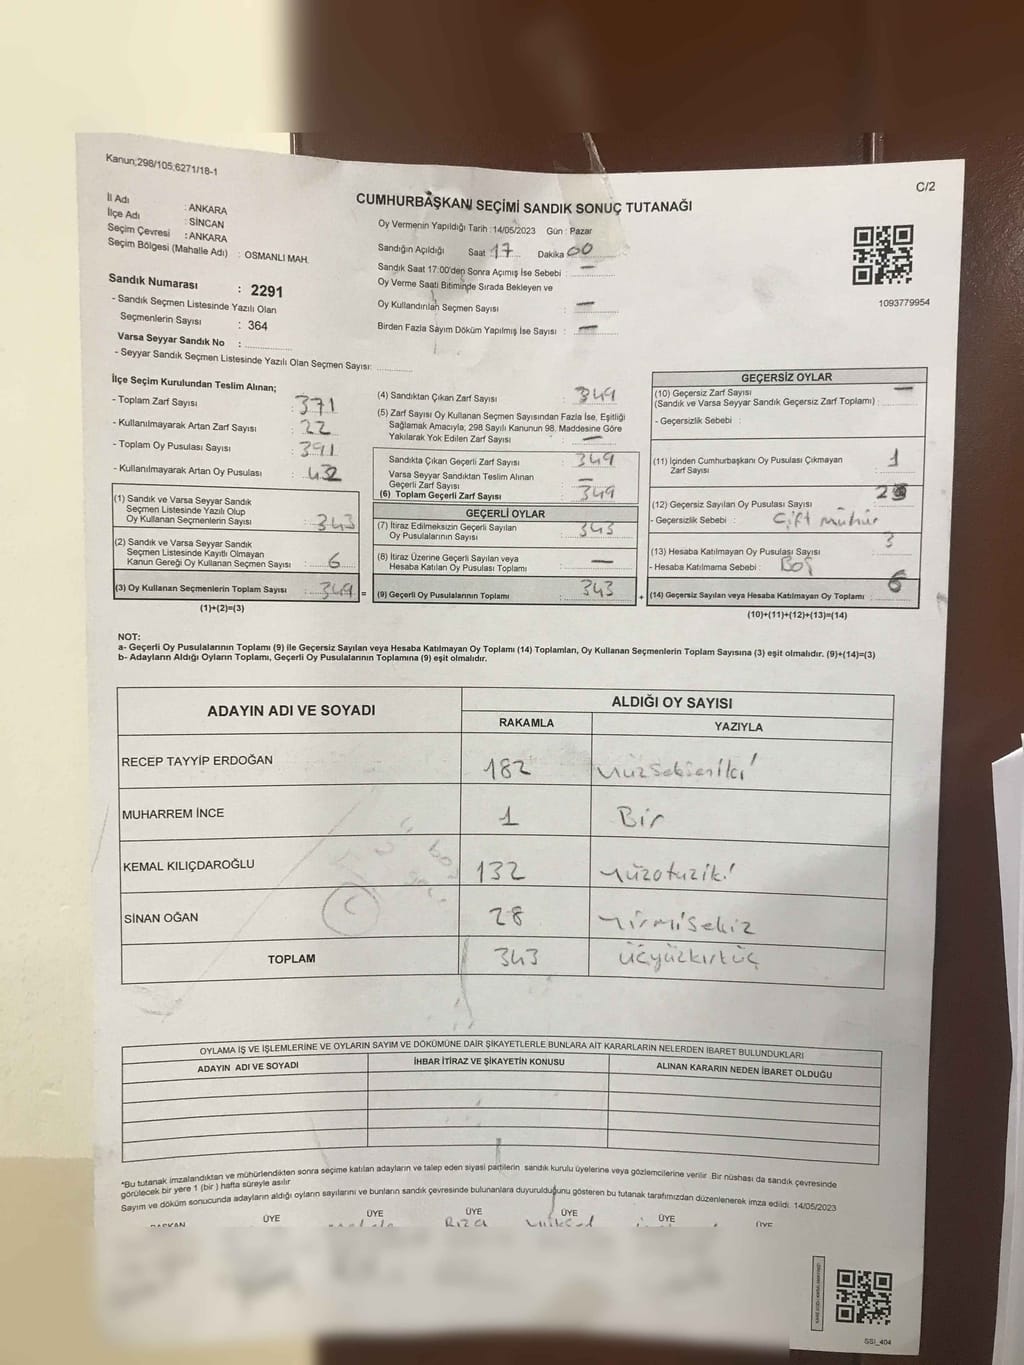 Kanun;298/105;6271/18-1
C/2
CUMHURBAŞKANI SEÇİMİ SANDIK SONUÇ TUTANAĞI
İl Adı : ANKARA
İlçe Adı : SİNCAN
Seçim Çevresi : ANKARA
Seçim Bölgesi (Mahalle Adı) : OSMANLI MAH.
Sandık Numarası : 2291
- Sandık Seçmen Listesinde Yazılı Olan
Seçmenlerin Sayısı : 364
Varsa Seyyar Sandık No :
- Seyyar Sandık Seçmen Listesinde Yazılı Olan Seçmen Sayısı:
Oy Vermenin Yapıldığı Tarih : 14/05/2023 Gün : Pazar
Sandığın Açıldığı Saat 17 Dakika 00
Sandık Saat 17:00'den Sonra Açımış İse Sebebi : —
Oy Verme Saati Bitiminde Sırada Bekleyen ve
Oy Kullandırılan Seçmen Sayısı : —
Birden Fazla Sayım Döküm Yapılmış İse Sayısı : —
1093779954
İlçe Seçim Kurulundan Teslim Alınan;
- Toplam Zarf Sayısı : 371
- Kullanılmayarak Artan Zarf Sayısı : 22
- Toplam Oy Pusulası Sayısı : 391
- Kullanılmayarak Artan Oy Pusulası : 432
(1) Sandık ve Varsa Seyyar Sandık
Seçmen Listesinde Yazılı Olup
Oy Kullanan Seçmenlerin Sayısı : 343
(2) Sandık ve Varsa Seyyar Sandık
Seçmen Listesinde Kayıtlı Olmayan
Kanun Gereği Oy Kullanan Seçmen Sayısı : 6
(3) Oy Kullanan Seçmenlerin Toplam Sayısı : 349
(1)+(2)=(3)
(4) Sandıktan Çıkan Zarf Sayısı : 349
(5) Zarf Sayısı Oy Kullanan Seçmen Sayısından Fazla İse, Eşitliği
Sağlamak Amacıyla; 298 Sayılı Kanunun 98. Maddesine Göre
Yakılarak Yok Edilen Zarf Sayısı : —
Sandıkta Çıkan Geçerli Zarf Sayısı : 349
Varsa Seyyar Sandıktan Teslim Alınan
Geçerli Zarf Sayısı : —
(6) Toplam Geçerli Zarf Sayısı : 349
GEÇERLİ OYLAR
(7) İtiraz Edilmeksizin Geçerli Sayılan
Oy Pusulalarının Sayısı : 343
(8) İtiraz Üzerine Geçerli Sayılan veya
Hesaba Katılan Oy Pusulası Toplamı : —
= (9) Geçerli Oy Pusulalarının Toplamı : 343
GEÇERSİZ OYLAR
(10) Geçersiz Zarf Sayısı —
(Sandık ve Varsa Seyyar Sandık Geçersiz Zarf Toplamı) :
- Geçersizlik Sebebi :
(11) İçinden Cumhurbaşkanı Oy Pusulası Çıkmayan
Zarf Sayısı : 1
(12) Geçersiz Sayılan Oy Pusulası Sayısı : 2
- Geçersizlik Sebebi : Çift mühür
(13) Hesaba Katılmayan Oy Pusulası Sayısı : 3
- Hesaba Katılmama Sebebi : Boş
+ (14) Geçersiz Sayılan veya Hesaba Katılmayan Oy Toplamı : 6
(10)+(11)+(12)+(13)=(14)
NOT:
a- Geçerli Oy Pusulalarının Toplamı (9) ile Geçersiz Sayılan veya Hesaba Katılmayan Oy Toplamı (14) Toplamları, Oy Kullanan Seçmenlerin Toplam Sayısına (3) eşit olmalıdır. (9)+(14)=(3)
b- Adayların Aldığı Oyların Toplamı, Geçerli Oy Pusulalarının Toplamına (9) eşit olmalıdır.
ADAYIN ADI VE SOYADI ALDIĞI OY SAYISI
RAKAMLA YAZIYLA
RECEP TAYYİP ERDOĞAN 182 Yüzseksen iki
MUHARREM İNCE 1 Bir
KEMAL KILIÇDAROĞLU 132 Yüzotuziki
SİNAN OĞAN 28 Yirmisekiz
TOPLAM 343 üçyüzkırküç
OYLAMA İŞ VE İŞLEMLERİNE VE OYLARIN SAYIM VE DÖKÜMÜNE DAİR ŞİKAYETLERLE BUNLARA AİT KARARLARIN NELERDEN İBARET BULUNDUKLARI
ADAYIN ADI VE SOYADI İHBAR İTİRAZ VE ŞİKAYETİN KONUSU ALINAN KARARIN NEDEN İBARET OLDUĞU
*Bu tutanak imzalandıktan ve mühürlendikten sonra seçime katılan adayların ve talep eden siyasi partilerin sandık kurulu üyelerine veya gözlemcilerine verilir. Bir nüshası da sandık çevresinde
görülecek bir yere 1 (bir) hafta süreyle asılır.
Sayım ve döküm sonucunda adayların aldığı oyların sayılarını ve bunların sandık çevresinde bulunanlara duyurulduğunu gösteren bu tutanak tarafımızdan düzenlenerek imza edildi. 14/05/2023
BAŞKAN ÜYE ÜYE ÜYE ÜYE ÜYE ÜYE
Rıza
SSI_404